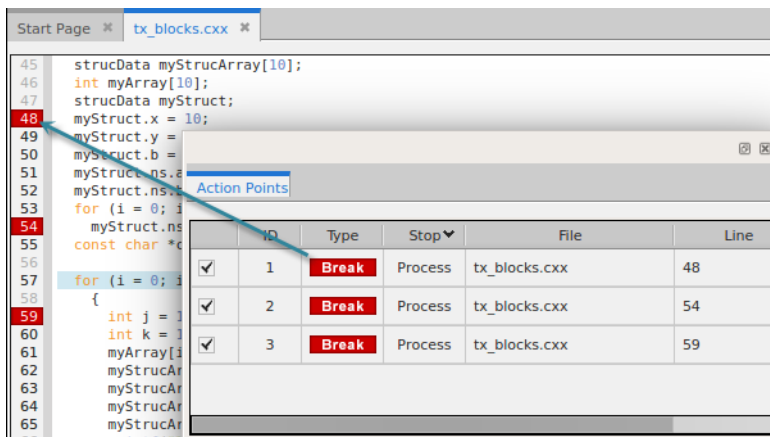 Start Page tx_blocks.cxx
45 strucData myStrucArray[10];
46 int myArray[10];
47 strucData myStruct;
48 myStruct.x = 10;
49 myStruct.y =
50 myStruct.b =
51 myStruct.ns.a
52 myStruct.ns.
53 for (i = 0; i
54 myStruct.ns
55 const char *
56
57 for (i = 0; i
58 {
59 int j = 1
60 int k = 1
61 myArray[i
62 myStrucAr
63 myStrucAr
64 myStrucAr
65 myStrucAr
Action Points
ID Type Stop File Line
1 Break Process tx_blocks.cxx 48
2 Break Process tx_blocks.cxx 54
3 Break Process tx_blocks.cxx 59